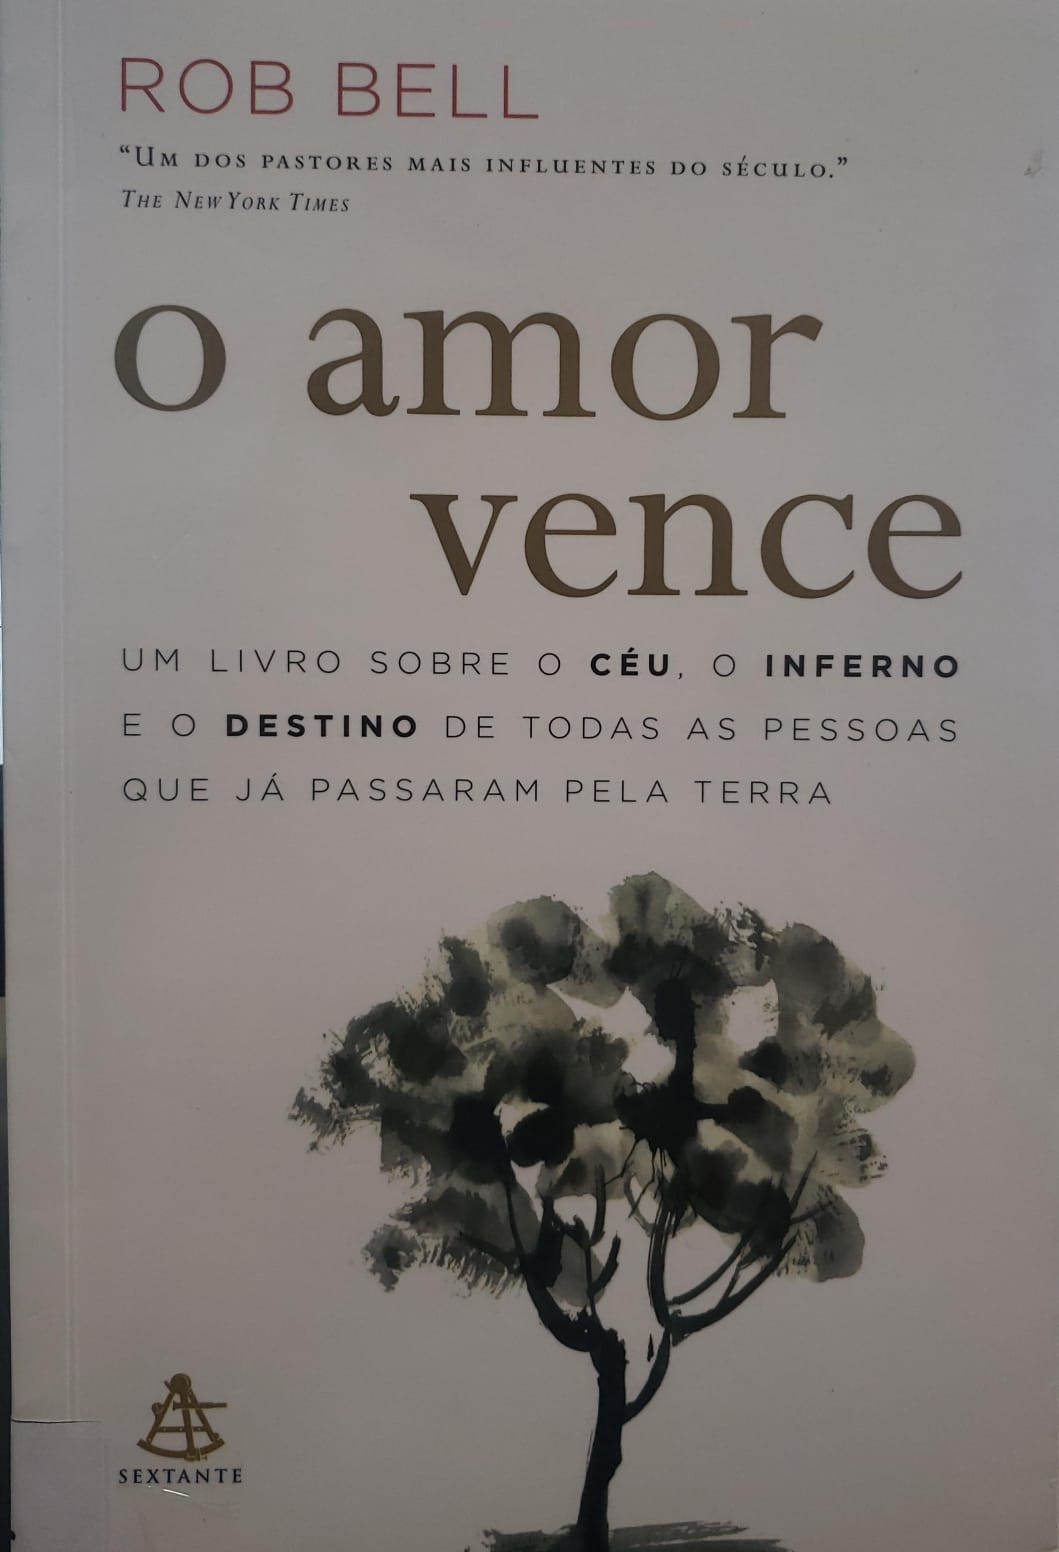 ROB BELL
“UM DOS PASTORES MAIS INFLUENTES DO SÉCULO.”
THE NEW YORK TIMES
o amor
vence
UM LIVRO SOBRE O CÉU, O INFERNO
E O DESTINO DE TODAS AS PESSOAS
QUE JÁ PASSARAM PELA TERRA
SEXTANTE